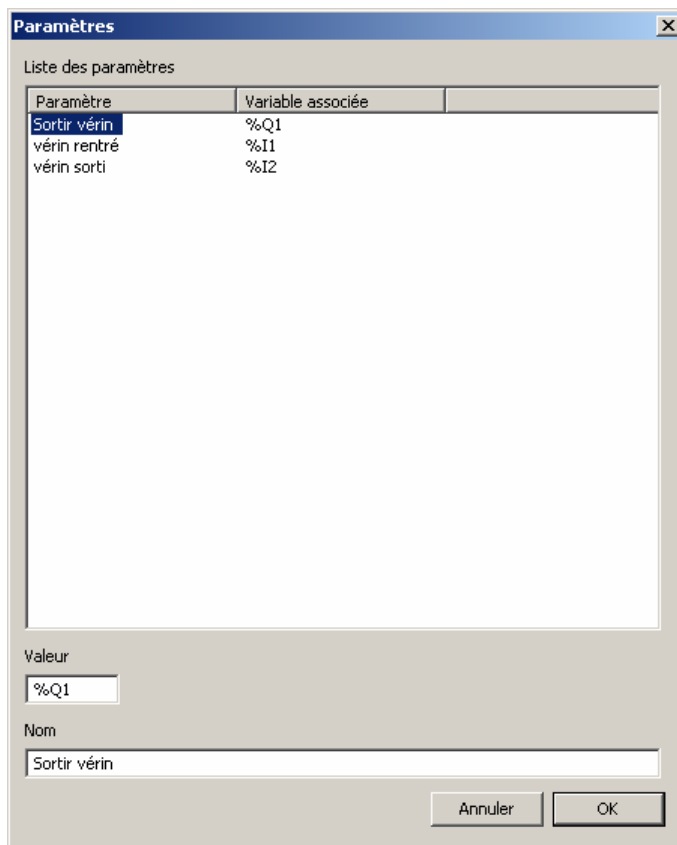 Paramètres
Liste des paramètres
Paramètre Variable associée
Sortir vérin %Q1
vérin rentré %I1
vérin sorti %I2
Valeur
%Q1
Nom
Sortir vérin
Annuler OK